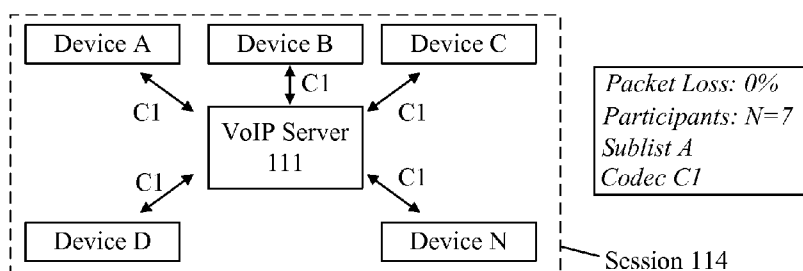 Device A
Device B
Device C
C1
C1
C1
VoIP Server
111
C1
C1
Device D
Device N
Packet Loss: 0%
Participants: N=7
Sublist A
Codec C1
Session 114